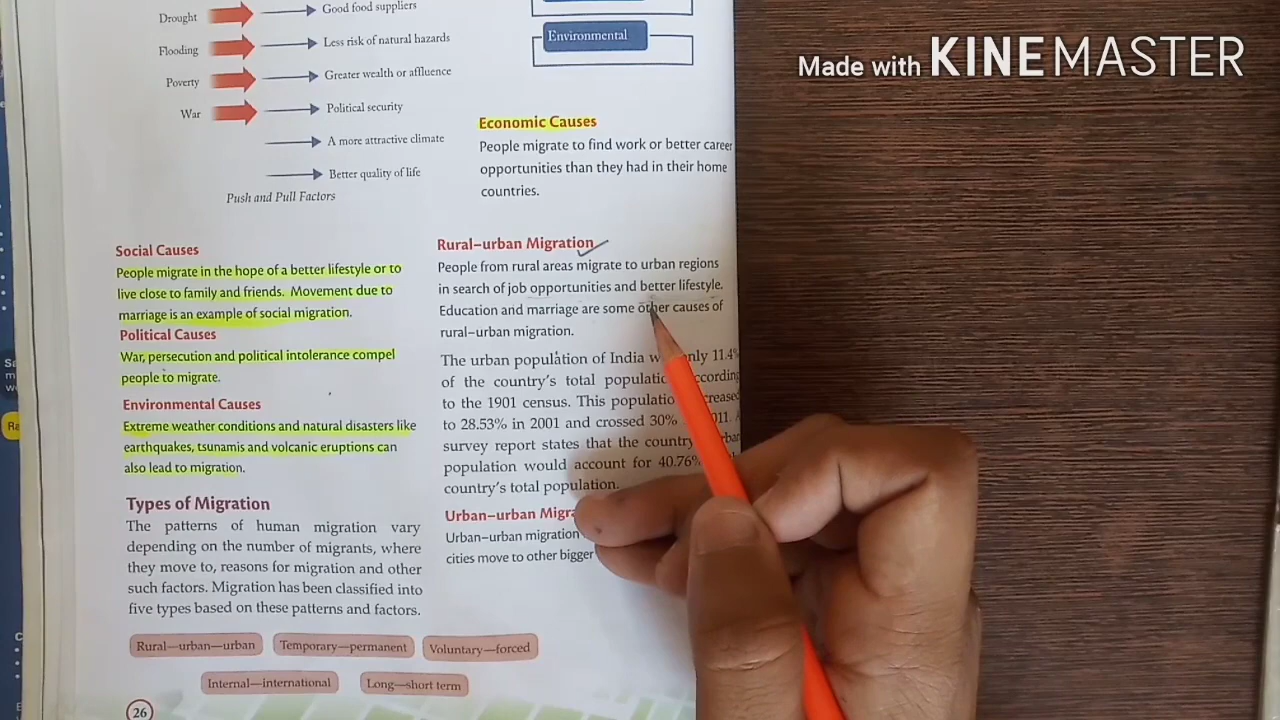 Made with KINEMASTER
Drought
Good food suppliers
Flooding
Less risk of natural hazards
Poverty
Greater wealth or affluence
War
Political security
A more attractive climate
Better quality of life
Push and Pull Factors
Environmental
Economic Causes
People migrate to find work or better career
opportunities than they had in their home
countries.
Social Causes
People migrate in the hope of a better lifestyle or to
live close to family and friends. Movement due to
marriage is an example of social migration.
Political Causes
War, persecution and political intolerance compel
people to migrate.
Environmental Causes
Extreme weather conditions and natural disasters like
earthquakes, tsunamis and volcanic eruptions can
also lead to migration.
Types of Migration
The patterns of human migration vary
depending on the number of migrants, where
they move to, reasons for migration and other
such factors. Migration has been classified into
five types based on these patterns and factors.
Rural—urban—urban
Temporary—permanent
Voluntary—forced
Internal—international
Long—short term
26
Rural–urban Migration
People from rural areas migrate to urban regions
in search of job opportunities and better lifestyle.
Education and marriage are some other causes of
rural–urban migration.
The urban population of India only 11.4%
of the country's total
to the 1901 census. This
to 28.53% in 2001 and crossed 30%
survey report states that the
population would account for 40.76%
country's total population.
Urban–urban
Urban–urban migration
cities move to other bigger